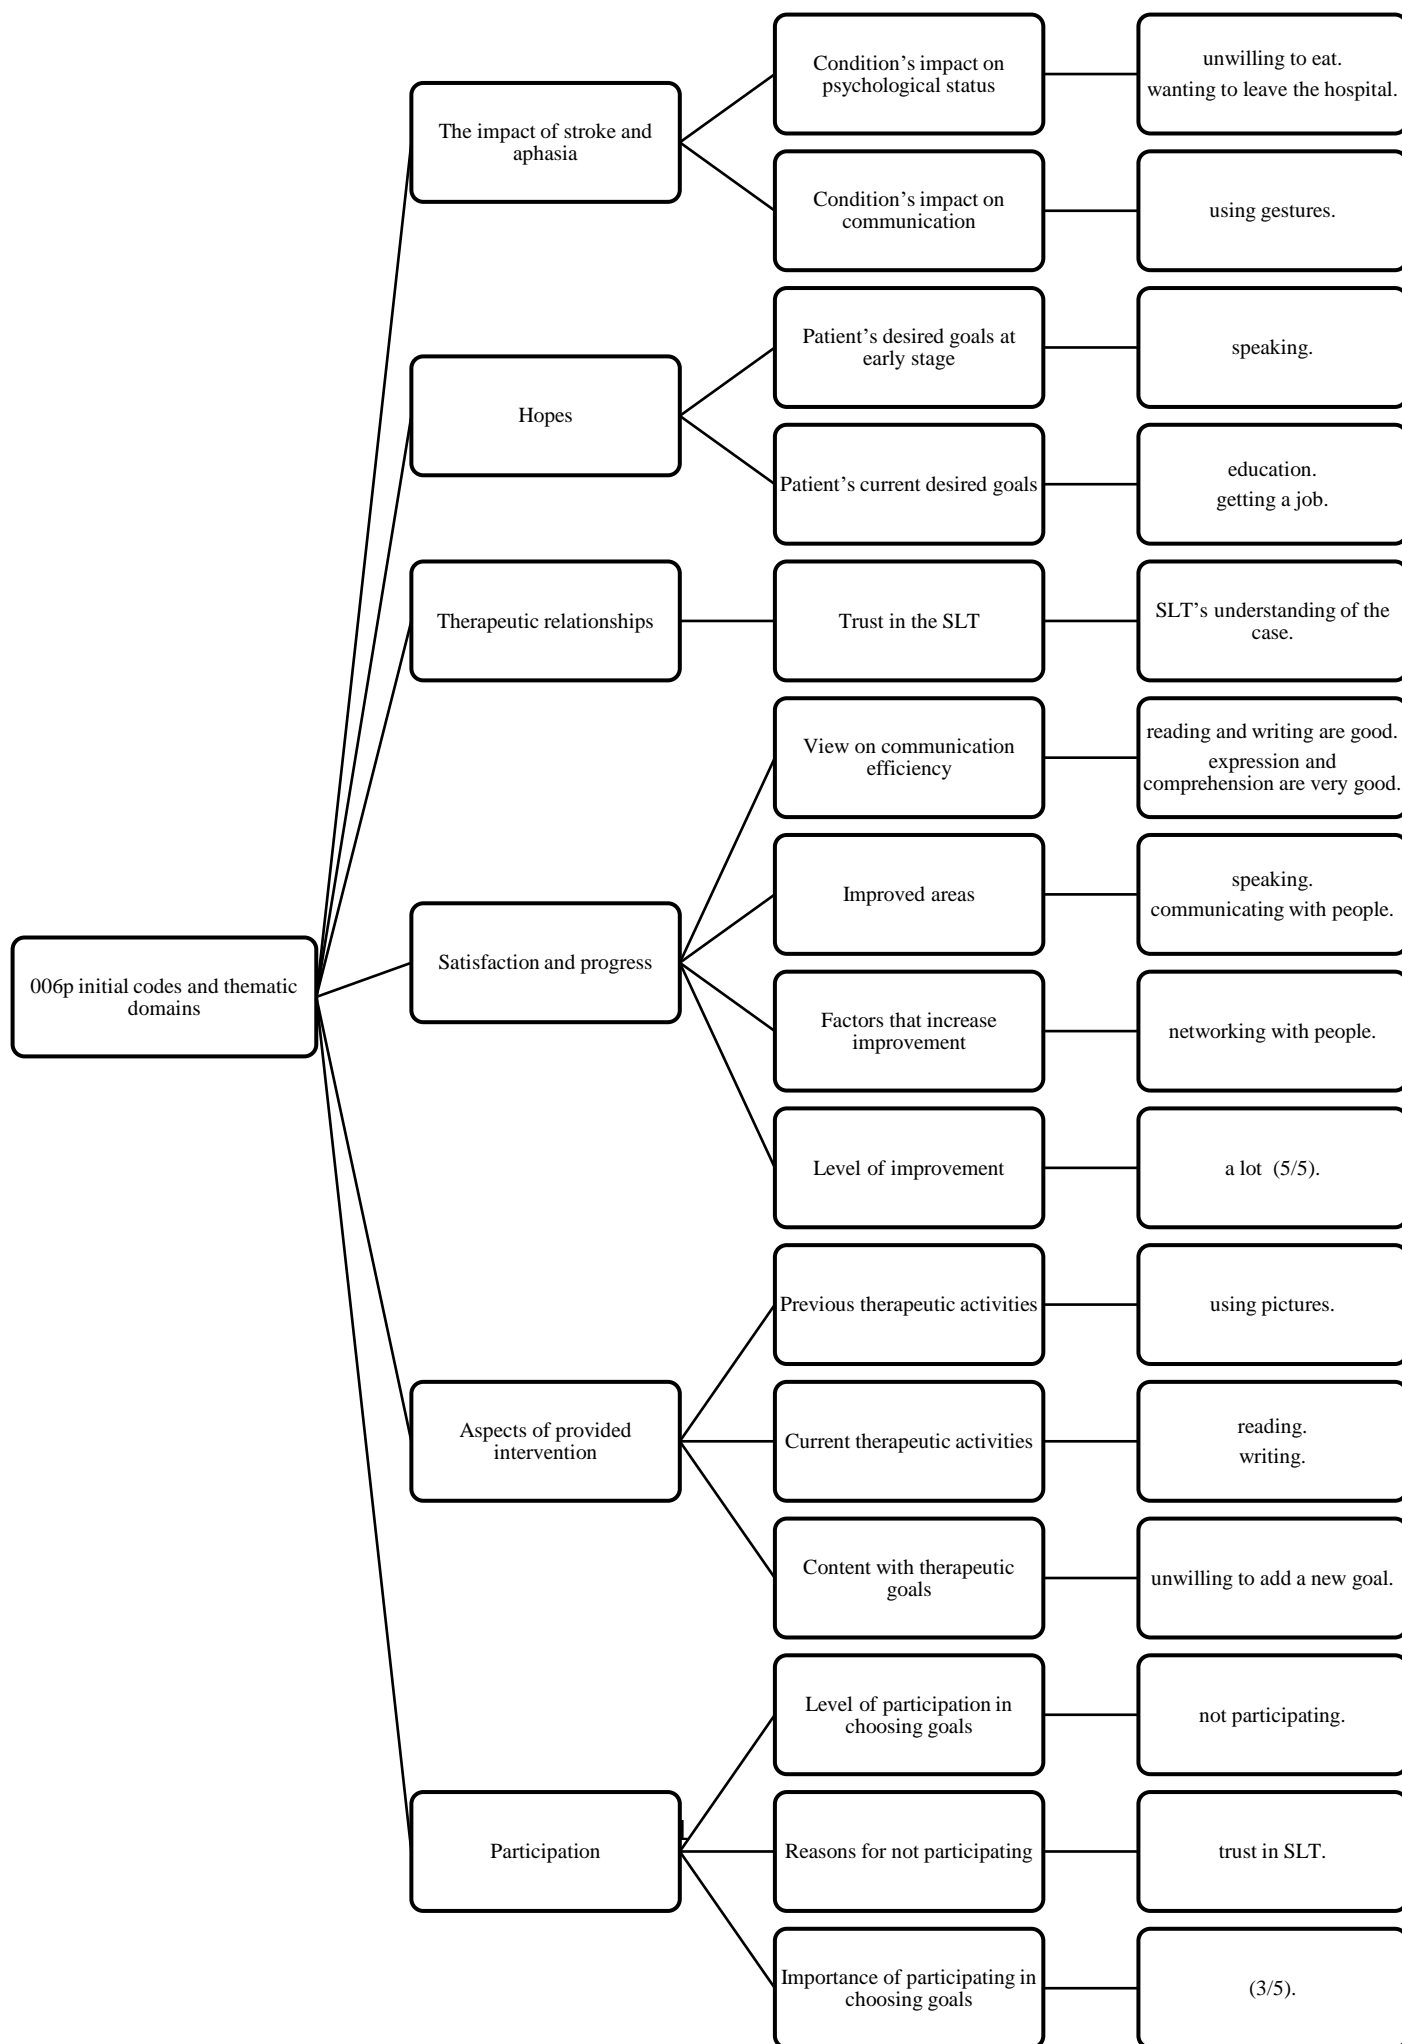 Condition’s impact on
psychological status
unwilling to eat.
wanting to leave the hospital.
The impact of stroke and
aphasia
Condition’s impact on
communication
using gestures.
Patient’s desired goals at
early stage
speaking.
Hopes
Patient’s current desired goals
education.
getting a job.
Therapeutic relationships
Trust in the SLT
SLT’s understanding of the
case.
View on communication
efficiency
reading and writing are good.
expression and
comprehension are very good.
Improved areas
speaking.
communicating with people.
006p initial codes and thematic
domains
Satisfaction and progress
Factors that increase
improvement
networking with people.
Level of improvement
a lot  (5/5).
Previous therapeutic activities
using pictures.
Aspects of provided
intervention
Current therapeutic activities
reading.
writing.
Content with therapeutic
goals
unwilling to add a new goal.
Level of participation in
choosing goals
not participating.
Participation
Reasons for not participating
trust in SLT.
Importance of participating in
choosing goals
(3/5).